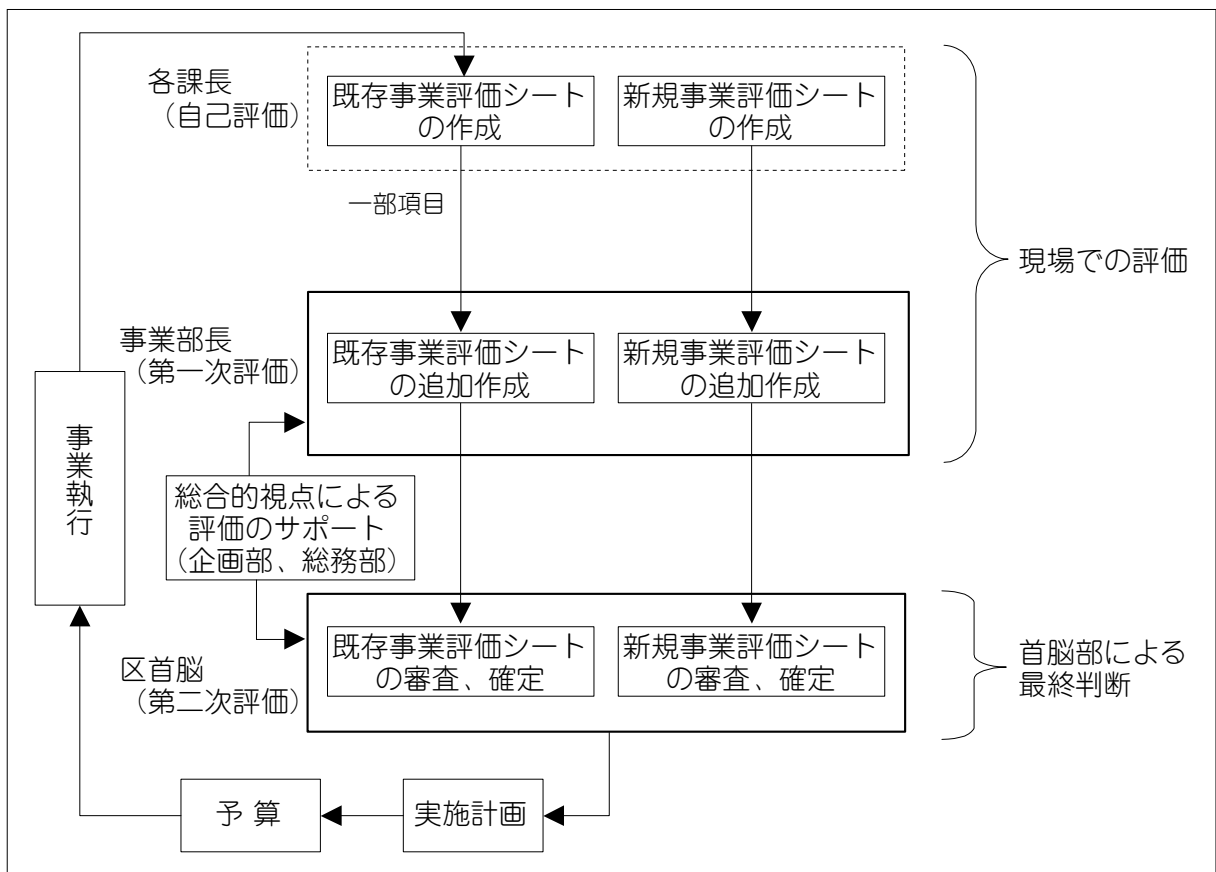 各課長
（自己評価）
既存事業評価シート
の作成
新規事業評価シート
の作成
一部項目
現場での評価
事業部長
（第一次評価）
既存事業評価シート
の追加作成
新規事業評価シート
の追加作成
事業執行
総合的視点による
評価のサポート
（企画部、総務部）
区首脳
（第二次評価）
既存事業評価シート
の審査、確定
新規事業評価シート
の審査、確定
首脳部による
最終判断
予 算
実施計画